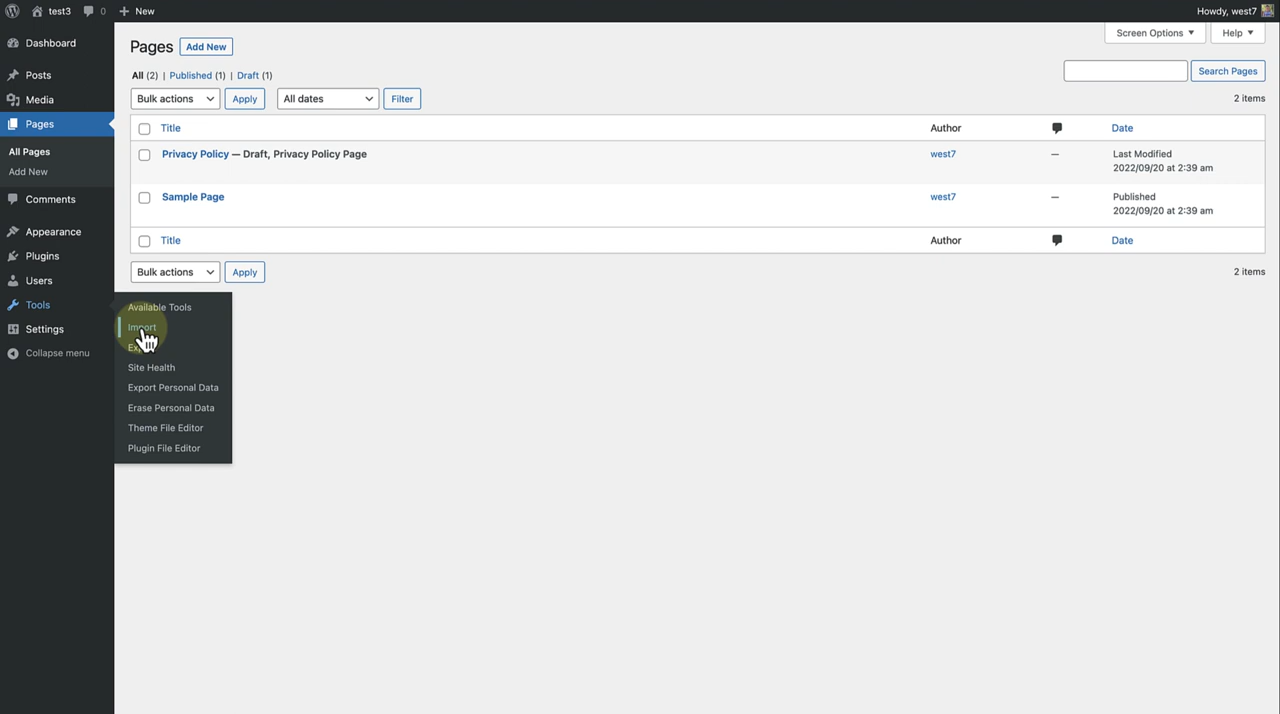 test3 0 New Howdy, west7
Dashboard
Posts
Media
Pages
All Pages
Add New
Comments
Appearance
Plugins
Users
Tools
Settings
Collapse menu
Available Tools
Import
Site Health
Export Personal Data
Erase Personal Data
Theme File Editor
Plugin File Editor
Screen Options Help
Pages Add New
All (2) | Published (1) | Draft (1)
Search Pages
Bulk actions Apply All dates Filter 2 items
Title Author Date
Privacy Policy — Draft, Privacy Policy Page west7 — Last Modified
2022/09/20 at 2:39 am
Sample Page west7 — Published
2022/09/20 at 2:39 am
Title Author Date
Bulk actions Apply 2 items